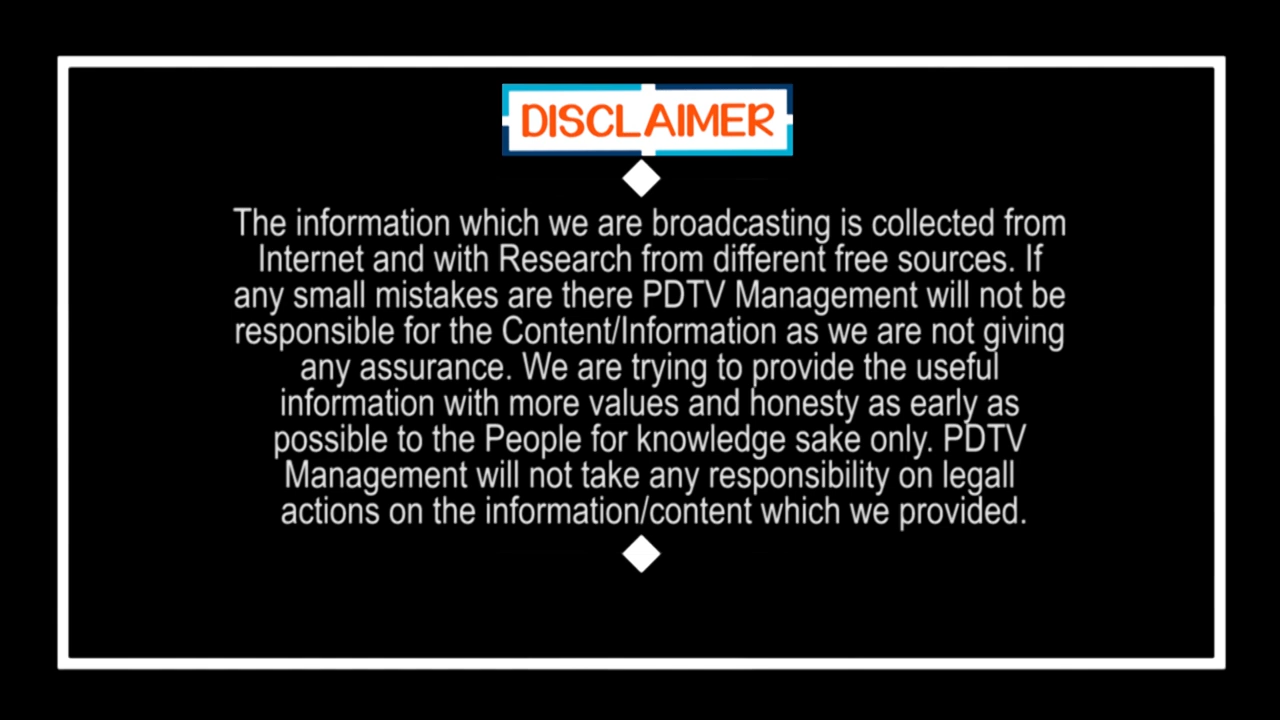 DISCLAIMER
The information which we are broadcasting is collected from
Internet and with Research from different free sources. If
any small mistakes are there PDTV Management will not be
responsible for the Content/Information as we are not giving
any assurance. We are trying to provide the useful
information with more values and honesty as early as
possible to the People for knowledge sake only. PDTV
Management will not take any responsibility on legall
actions on the information/content which we provided.